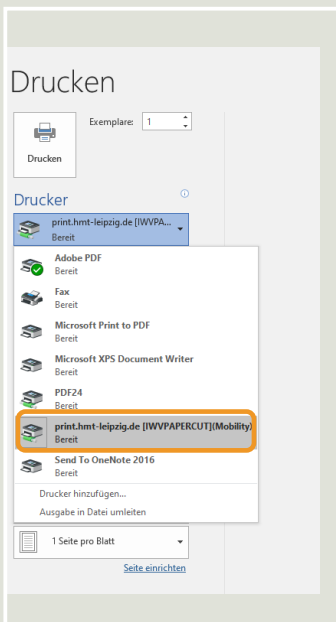 Drucken
Exemplare: 1
Drucken
Drucker
print.hmt-leipzig.de [IWVPA...
Bereit
Adobe PDF
Bereit
Fax
Bereit
Microsoft Print to PDF
Bereit
Microsoft XPS Document Writer
Bereit
PDF24
Bereit
print.hmt-leipzig.de [IWVPAPERCUT](Mobility)
Bereit
Send To OneNote 2016
Bereit
Drucker hinzufügen...
Ausgabe in Datei umleiten
1 Seite pro Blatt
Seite einrichten